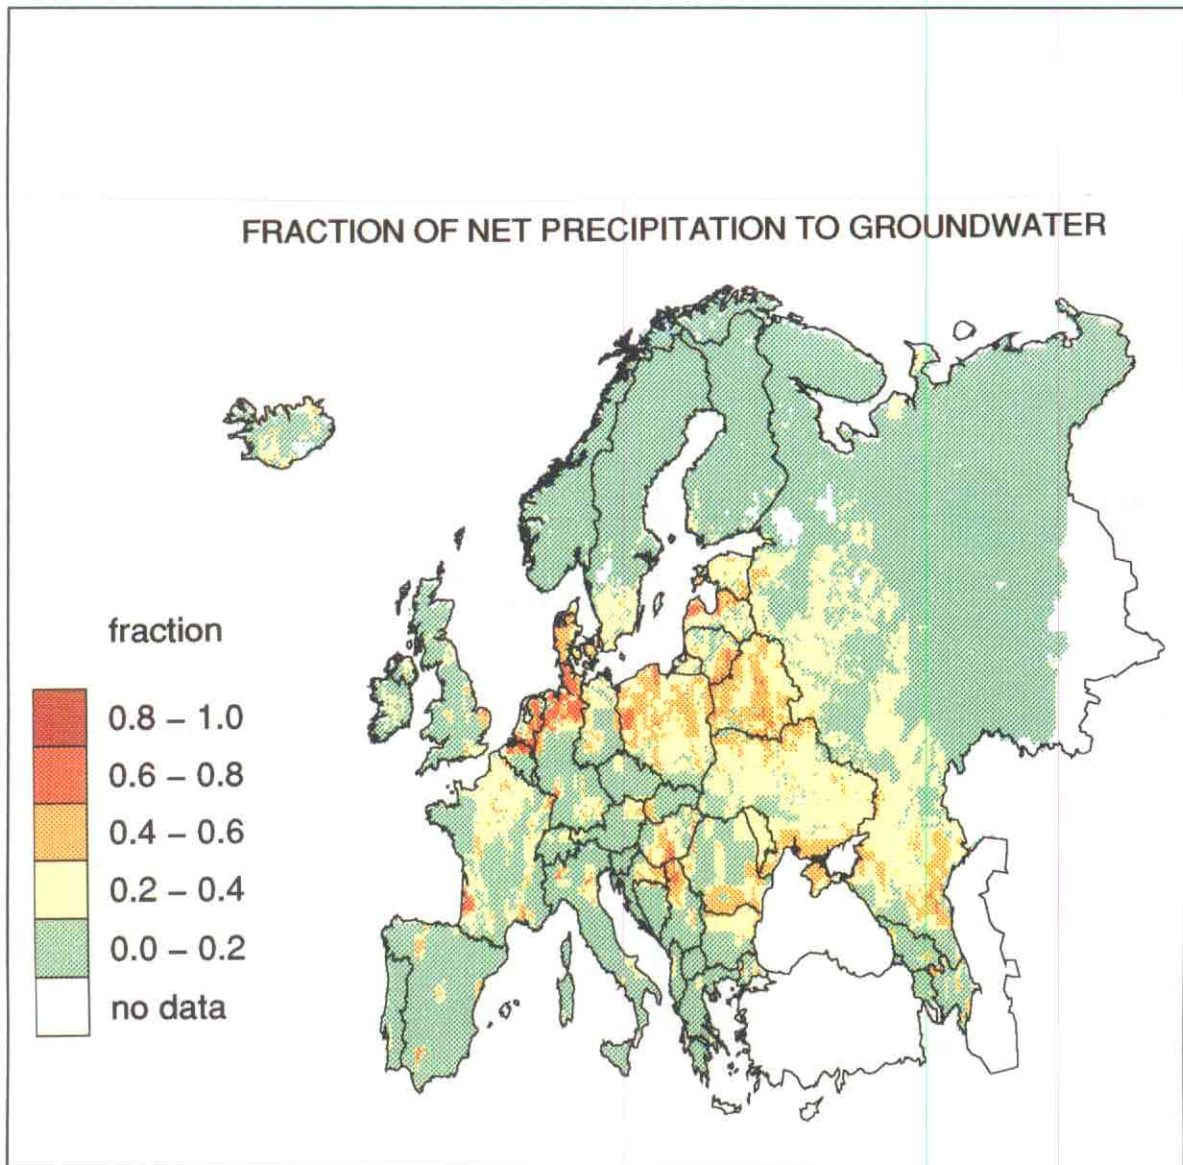 FRACTION OF NET PRECIPITATION TO GROUNDWATER
fraction
0.8 – 1.0
0.6 – 0.8
0.4 – 0.6
0.2 – 0.4
0.0 – 0.2
no data